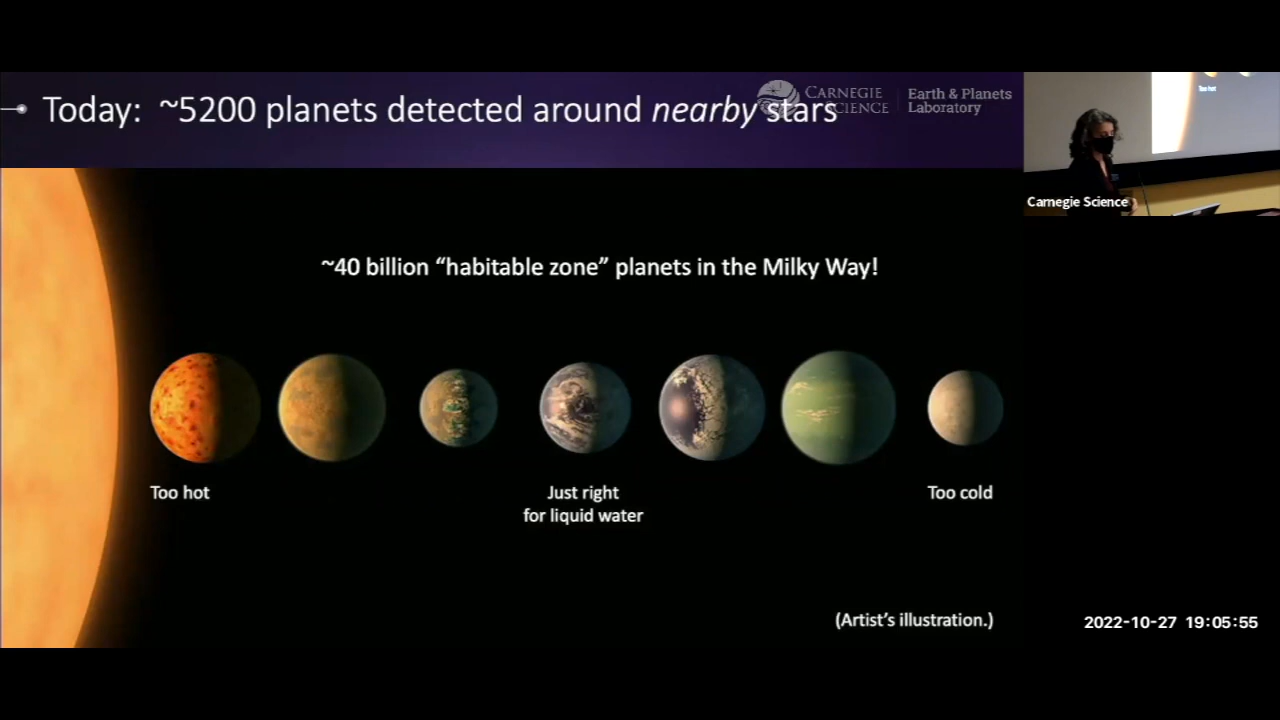 Today: ~5200 planets detected around nearby stars
CARNEGIE
SCIENCE
Earth & Planets
Laboratory
Too hot
Carnegie Science
~40 billion “habitable zone” planets in the Milky Way!
Too hot
Just right
for liquid water
Too cold
(Artist’s illustration.)
2022-10-27 19:05:55